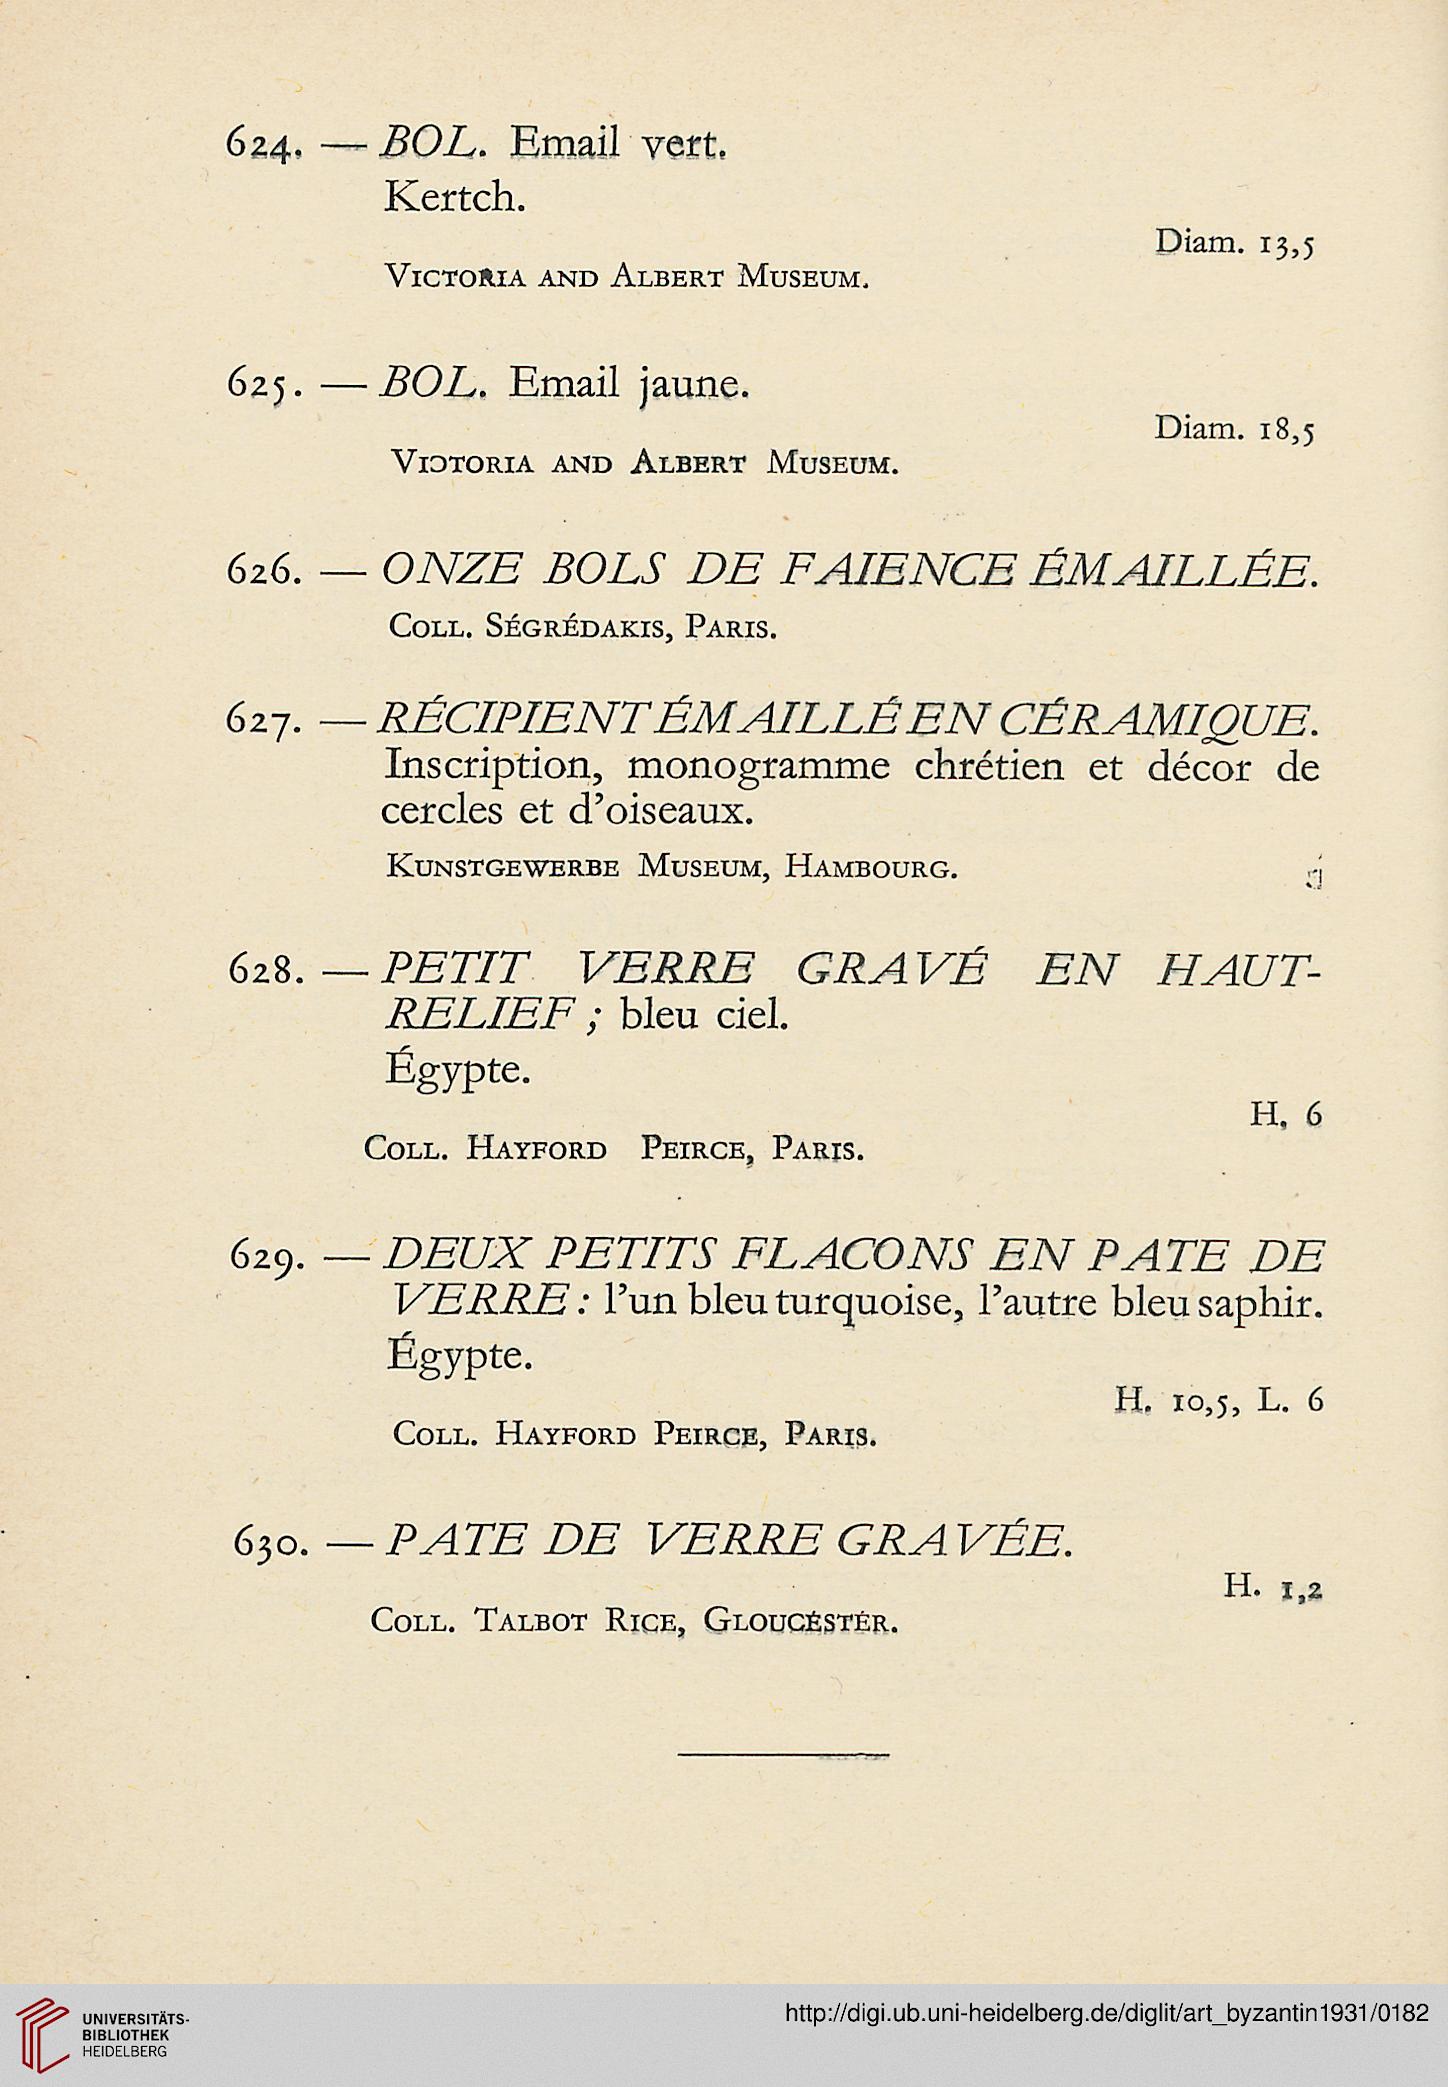 624. — BOL. Email vert.
Kertch.
Diam. 13,5
Victoria and Albert Museum.
625. — BOL. Email jaune.
Diam. 18,5
Victoria and Albert Museum.
626. — ONZE BOLS DE FAIENCE ÉMAILLÉE.
Coll. Ségrédakis, Paris.
627. — RÉCIPIENT ÉMAILLÉ EN CÉRAMIQUE.
Inscription, monogramme chrétien et décor de
cercles et d'oiseaux.
Kunstgewerbe Museum, Hambourg.
628. — PETIT VERRE GRAVÉ EN HAUT-
RELIEF ; bleu ciel.
Égypte.
H. 6
Coll. Hayford Peirce, Paris.
629. — DEUX PETITS FLACONS EN PATE DE
VERRE : l'un bleu turquoise, l'autre bleu saphir.
Égypte.
H. 10,5, L. 6
Coll. Hayford Peirce, Paris.
630. — PATE DE VERRE GRAVÉE.
H. 1,2
Coll. Talbot Rice, Gloucéstér.
UNIVERSITÄTS-
BIBLIOTHEK
HEIDELBERG
http://digi.ub.uni-heidelberg.de/diglit/art_byzantin1931/0182